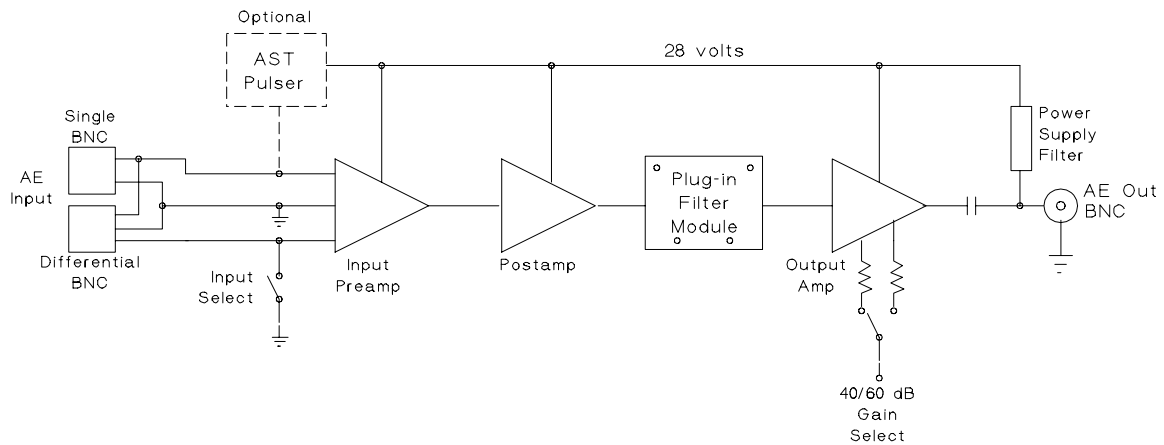 Optional
AST
Pulser
28 volts
Single
BNC
AE
Input
Differential
BNC
Input
Select
Input
Preamp
Postamp
Plug-in
Filter
Module
Output
Amp
40/60 dB
Gain
Select
Power
Supply
Filter
AE Out
BNC